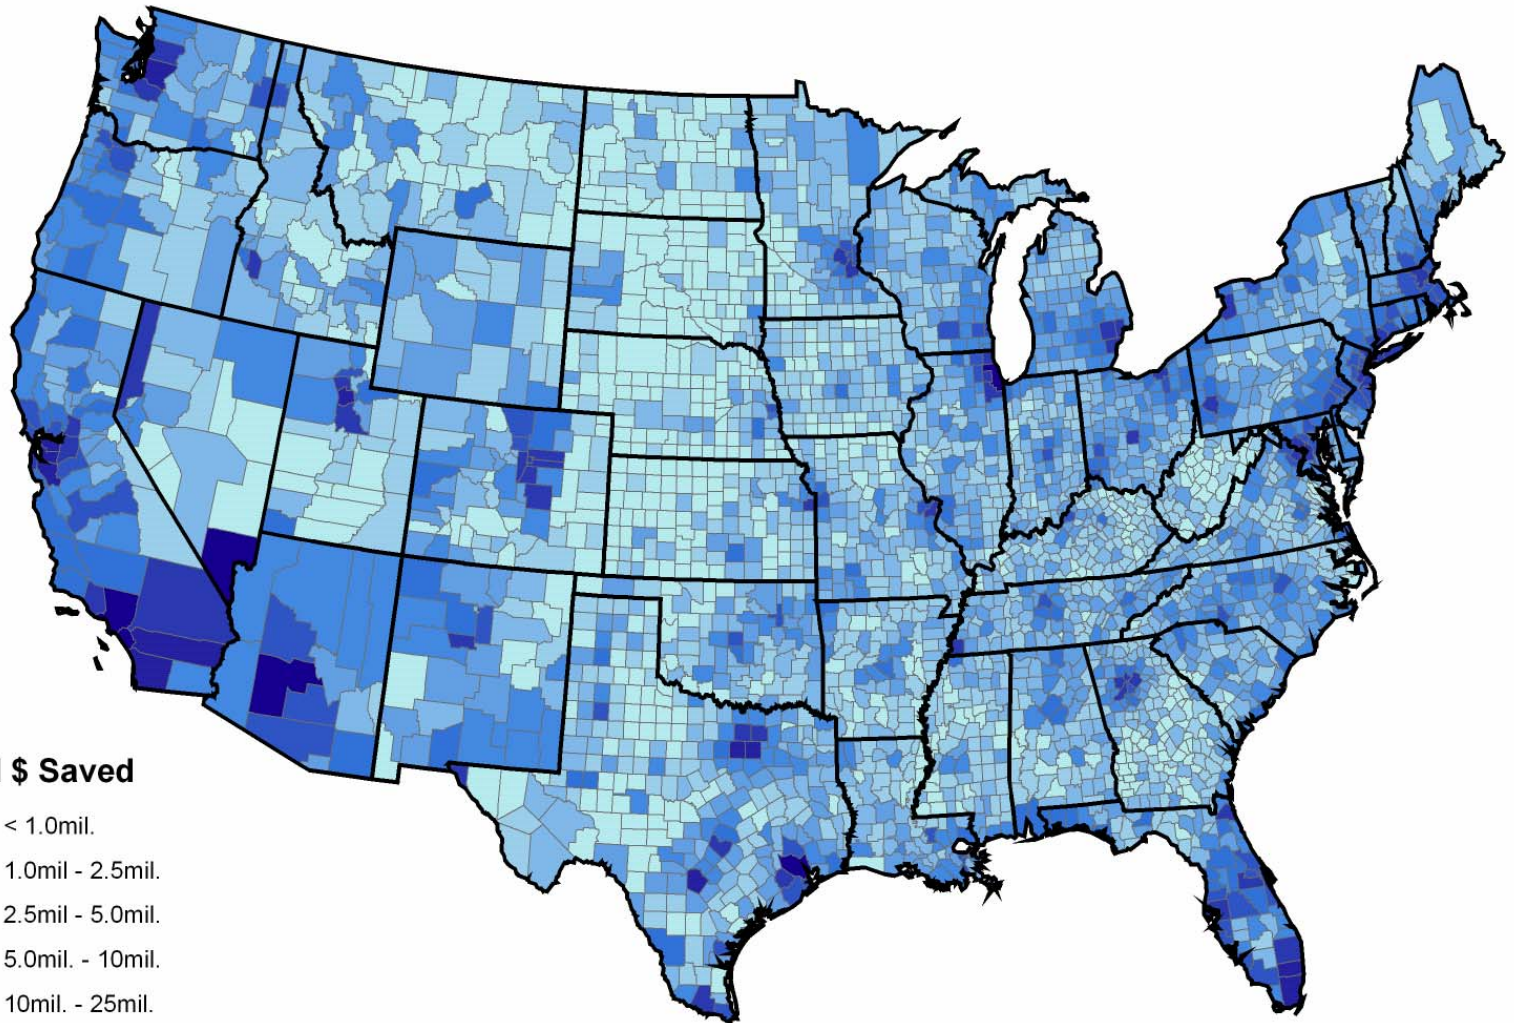 $ Saved
< 1.0mil.
1.0mil - 2.5mil.
2.5mil - 5.0mil.
5.0mil. - 10mil.
10mil. - 25mil.